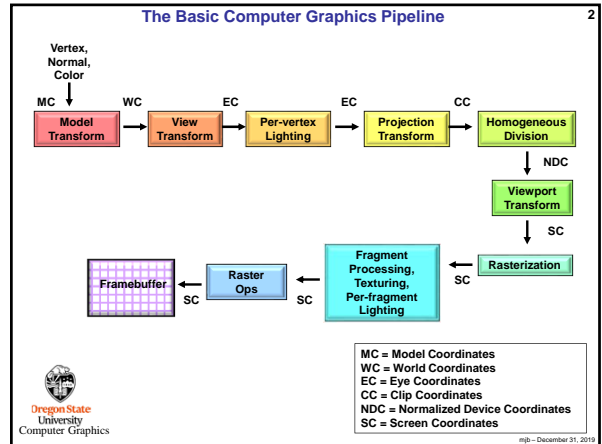 The Basic Computer Graphics Pipeline
2
Vertex,
Normal,
Color
MC
WC
EC
EC
CC
Model
Transform
View
Transform
Per-vertex
Lighting
Projection
Transform
Homogeneous
Division
NDC
Viewport
Transform
SC
Rasterization
SC
Fragment
Processing,
Texturing,
Per-fragment
Lighting
SC
Raster
Ops
SC
Framebuffer
MC = Model Coordinates
WC = World Coordinates
EC = Eye Coordinates
CC = Clip Coordinates
NDC = Normalized Device Coordinates
SC = Screen Coordinates
Oregon State
University
Computer Graphics
mjb – December 31, 2019